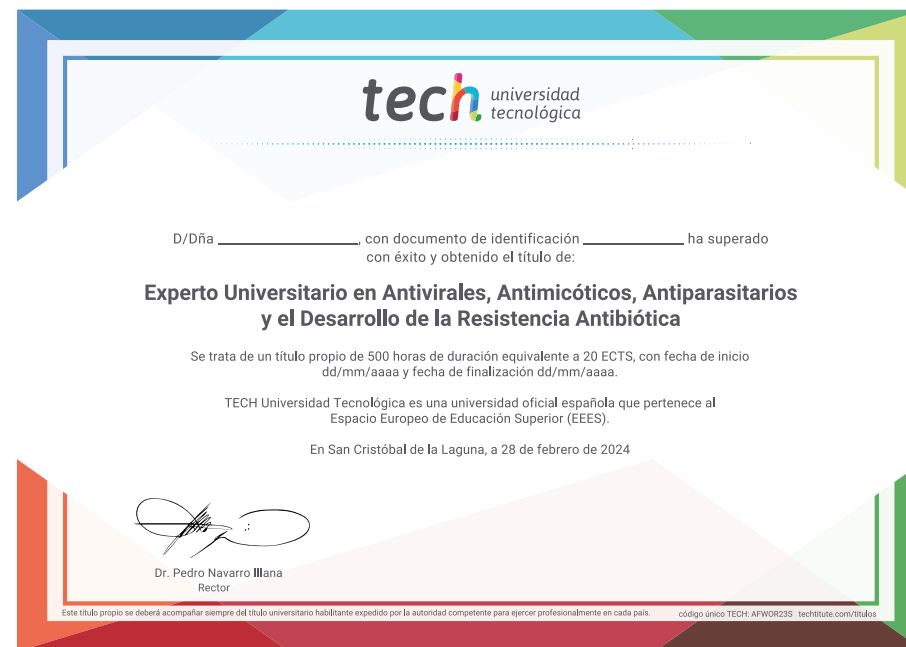 tech universidad
tecnológica
D/Dña ____________________, con documento de identificación ______________ ha superado
con éxito y obtenido el título de:
Experto Universitario en Antivirales, Antimicóticos, Antiparasitarios
y el Desarrollo de la Resistencia Antibiótica
Se trata de un título propio de 500 horas de duración equivalente a 20 ECTS, con fecha de inicio
dd/mm/aaaa y fecha de finalización dd/mm/aaaa.
TECH Universidad Tecnológica es una universidad oficial española que pertenece al
Espacio Europeo de Educación Superior (EEES).
En San Cristóbal de la Laguna, a 28 de febrero de 2024
Dr. Pedro Navarro Illana
Rector
Este título propio se deberá acompañar siempre del título universitario habilitante expedido por la autoridad competente para ejercer profesionalmente en cada país. código único TECH: AFWOR23S techtitute.com/titulos